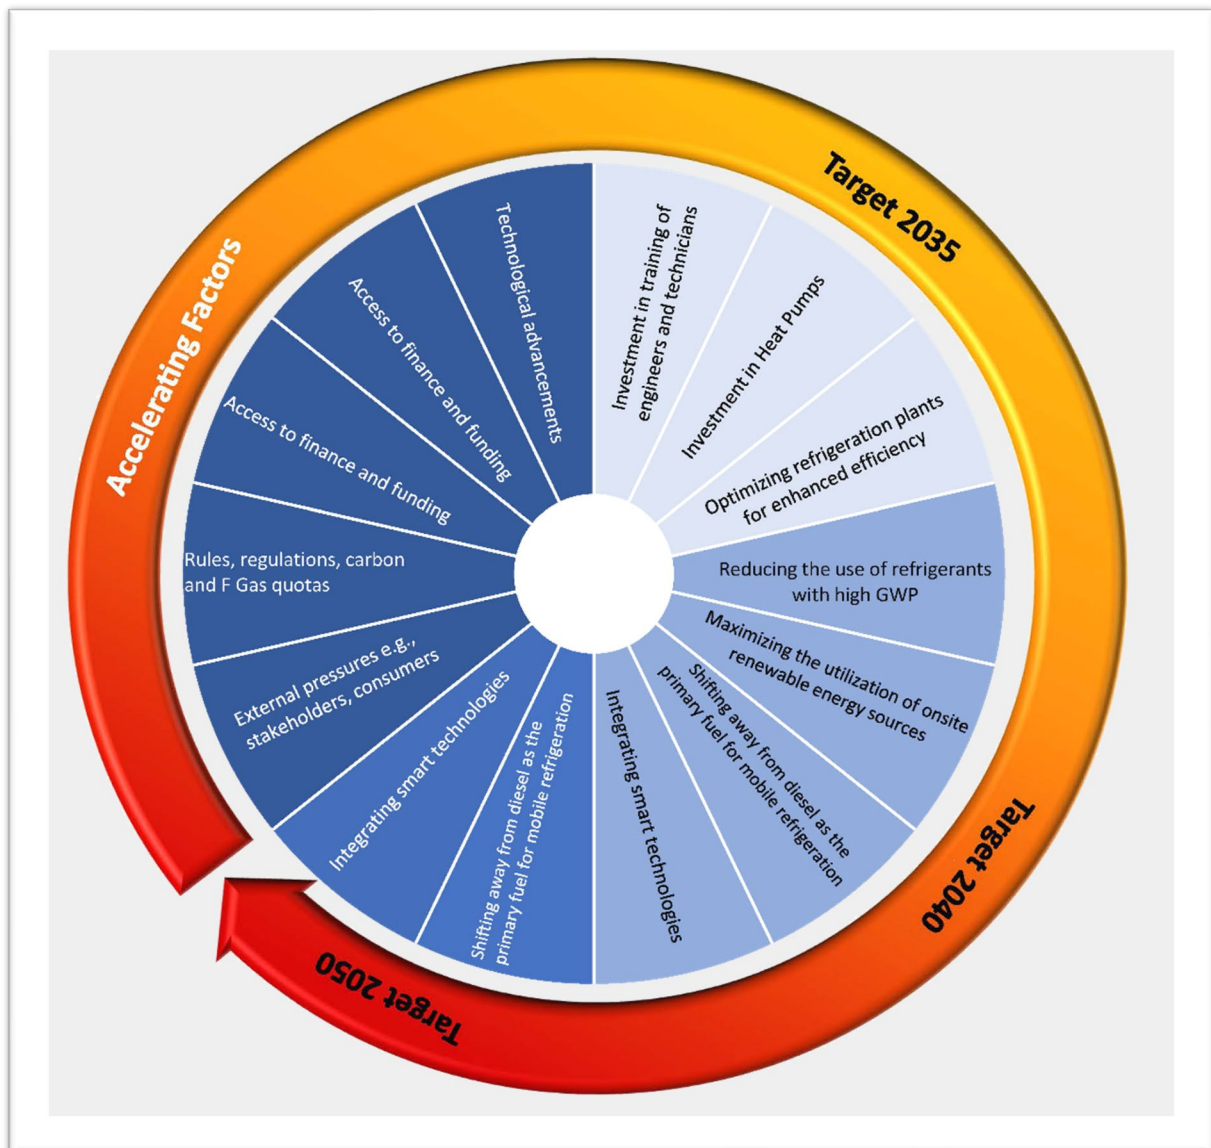 Target 2035
Target 2040
Target 2050
Accelerating Factors
Investment in training of
engineers and technicians
Investment in Heat Pumps
Optimizing refrigeration plants
for enhanced efficiency
Reducing the use of refrigerants
with high GWP
Maximizing the utilization of onsite
renewable energy sources
Shifting away from diesel as the
primary fuel for mobile refrigeration
Integrating smart technologies
Shifting away from diesel as the
primary fuel for mobile refrigeration
Integrating smart technologies
External pressures e.g.,
stakeholders, consumers
Rules, regulations, carbon
and F Gas quotas
Access to finance and funding
Access to finance and funding
Technological advancements